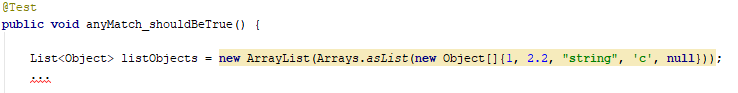 @Test
public void anyMatch_shouldBeTrue() {
List<Object> listObjects = new ArrayList(Arrays.asList(new Object[]{1, 2.2, "string", 'c', null}));
...